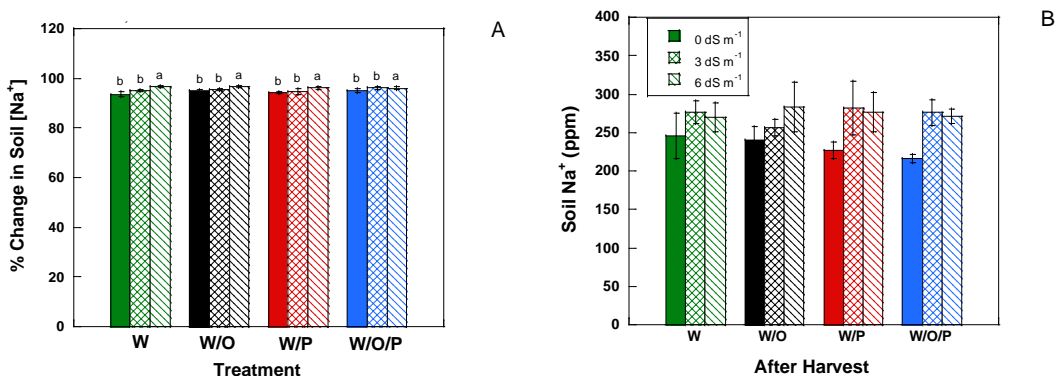 A
% Change in Soil [Na⁺]
120
100
80
60
40
20
0
b b a b b a b b a b b a
W W/O W/P W/O/P
Treatment
B
Soil Na⁺ (ppm)
400
350
300
250
200
150
100
50
0
0 dS m⁻¹
3 dS m⁻¹
6 dS m⁻¹
W W/O W/P W/O/P
After Harvest